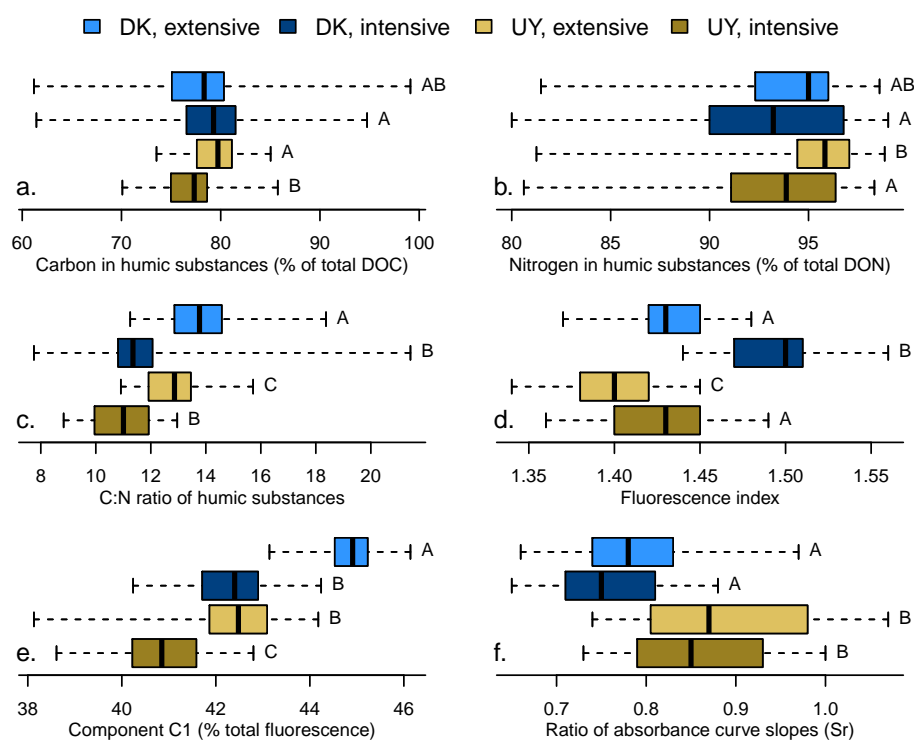 DK, extensive DK, intensive UY, extensive UY, intensive
AB
A
A
B
a.
60 70 80 90 100
Carbon in humic substances (% of total DOC)
AB
A
B
A
b.
80 85 90 95
Nitrogen in humic substances (% of total DON)
A
B
C
B
c.
8 10 12 14 16 18 20
C:N ratio of humic substances
A
B
C
A
d.
1.35 1.40 1.45 1.50 1.55
Fluorescence index
A
B
B
C
e.
38 40 42 44 46
Component C1 (% total fluorescence)
A
A
B
B
f.
0.7 0.8 0.9 1.0
Ratio of absorbance curve slopes (Sr)